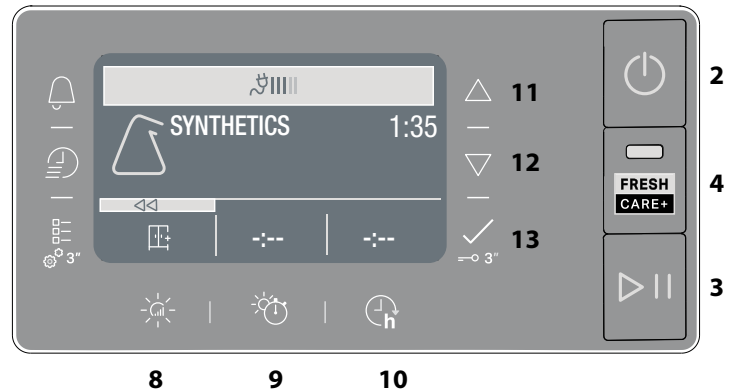 SYNTHETICS 1:35
-:-- -:--
3"
3"
h
FRESH
CARE+
2
4
3
11
12
13
8 9 10